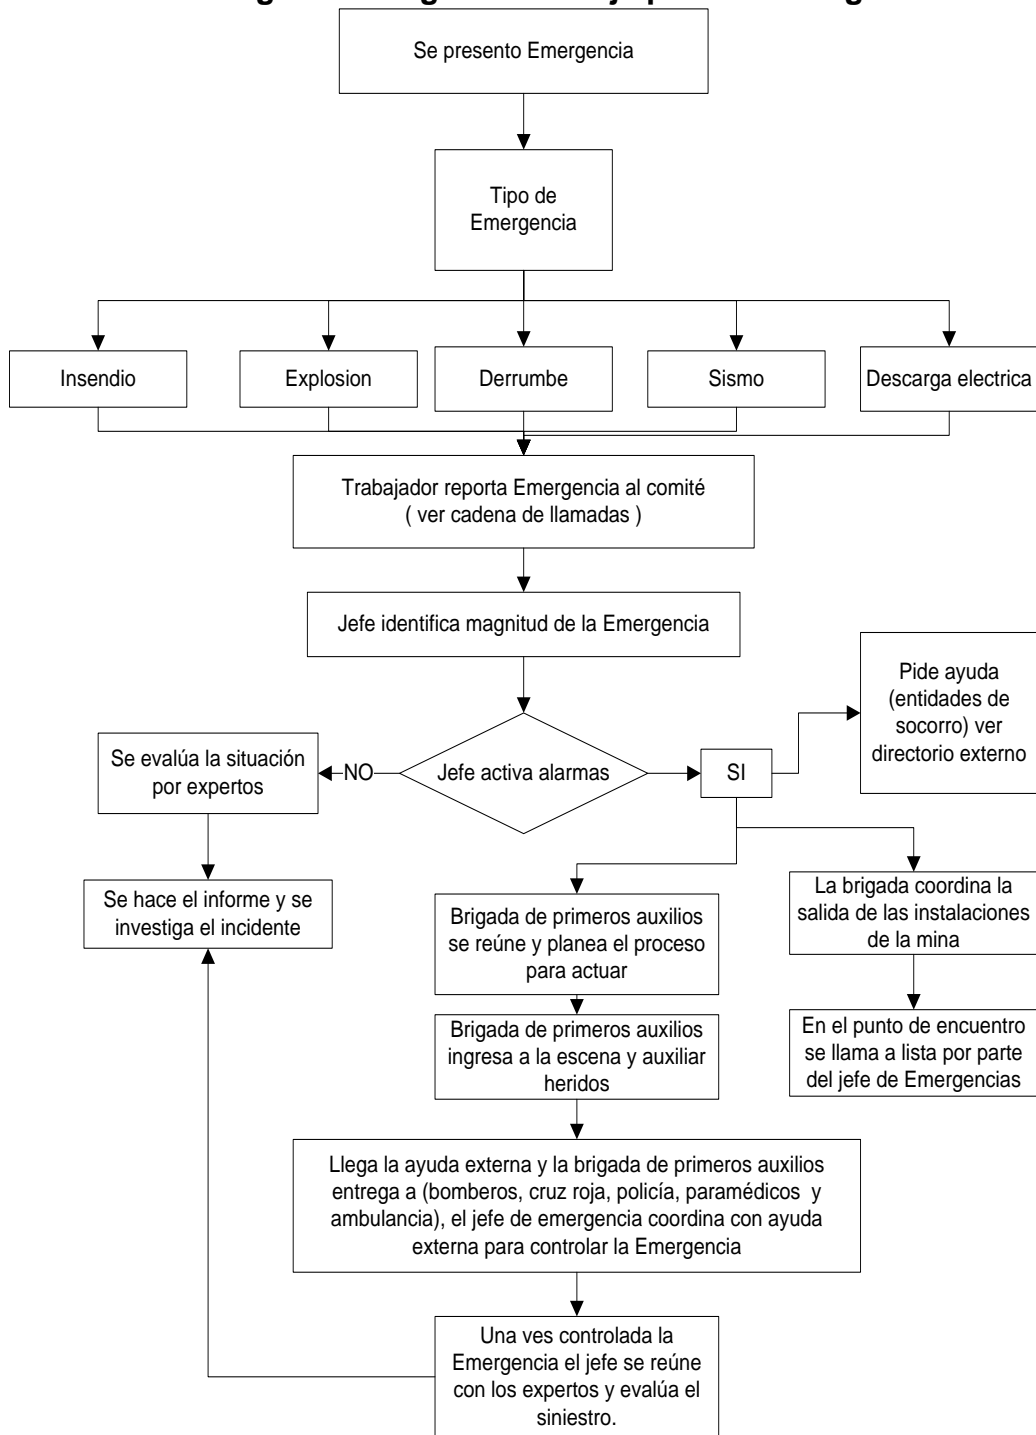 Se presento Emergencia
Tipo de
Emergencia
Insendio
Explosion
Derrumbe
Sismo
Descarga electrica
Trabajador reporta Emergencia al comité
( ver cadena de llamadas )
Jefe identifica magnitud de la Emergencia
Pide ayuda
(entidades de
socorro) ver
directorio externo
Se evalúa la situación
por expertos
NO
Jefe activa alarmas
SI
Se hace el informe y se
investiga el incidente
Brigada de primeros auxilios
se reúne y planea el proceso
para actuar
La brigada coordina la
salida de las instalaciones
de la mina
Brigada de primeros auxilios
ingresa a la escena y auxiliar
heridos
En el punto de encuentro
se llama a lista por parte
del jefe de Emergencias
Llega la ayuda externa y la brigada de primeros auxilios
entrega a (bomberos, cruz roja, policía, paramédicos y
ambulancia), el jefe de emergencia coordina con ayuda
externa para controlar la Emergencia
Una ves controlada la
Emergencia el jefe se reúne
con los expertos y evalúa el
siniestro.